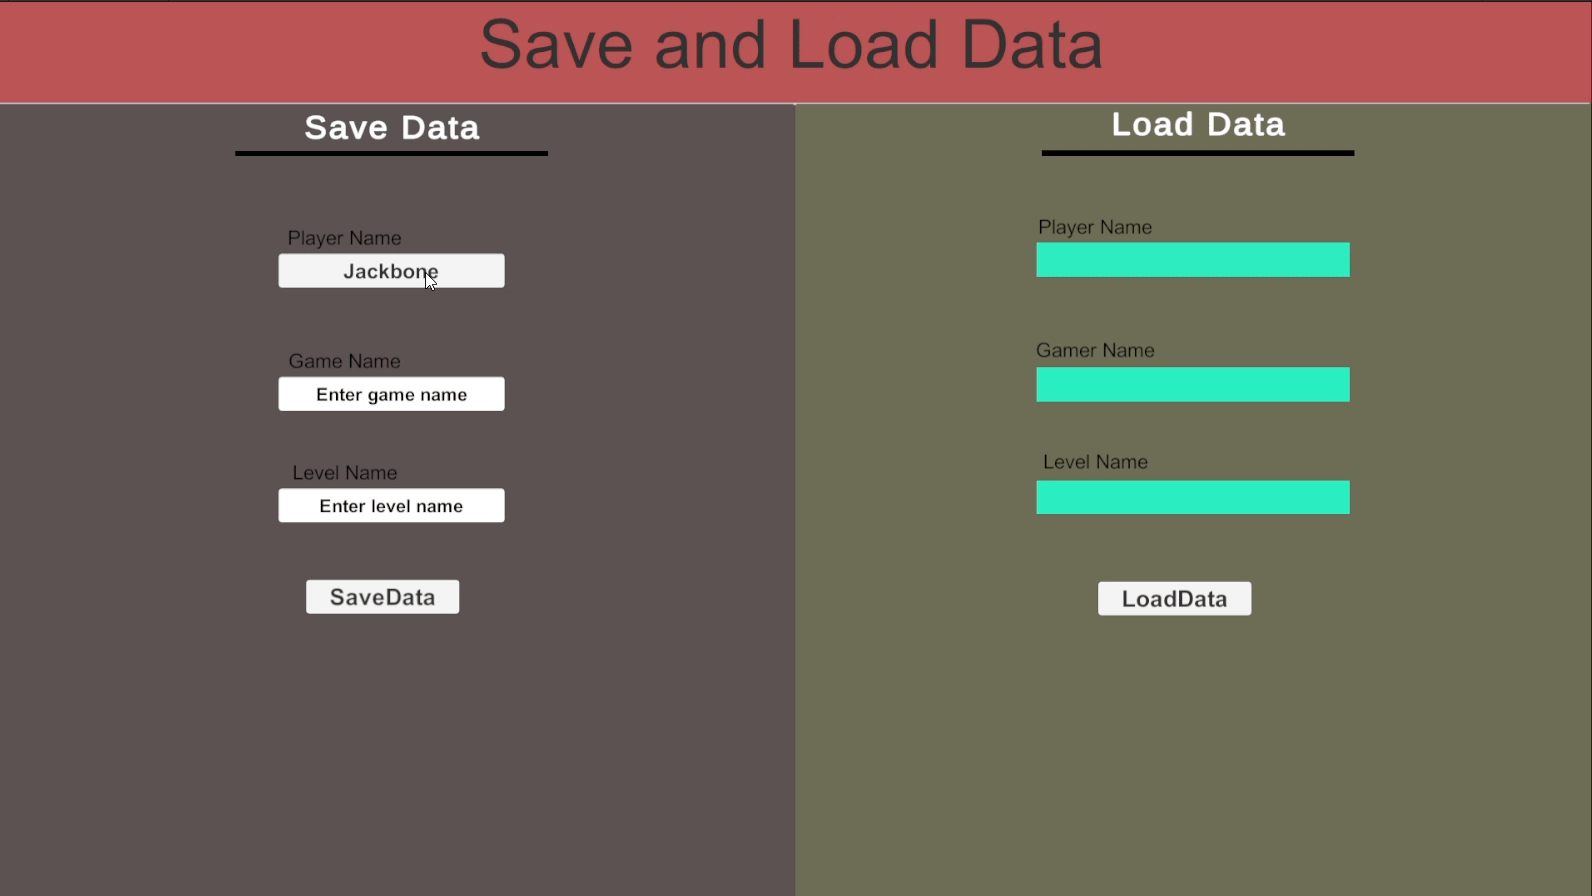 Save and Load Data
Save Data
Player Name
Jackbone
Game Name
Enter game name
Level Name
Enter level name
SaveData
Load Data
Player Name
Gamer Name
Level Name
LoadData